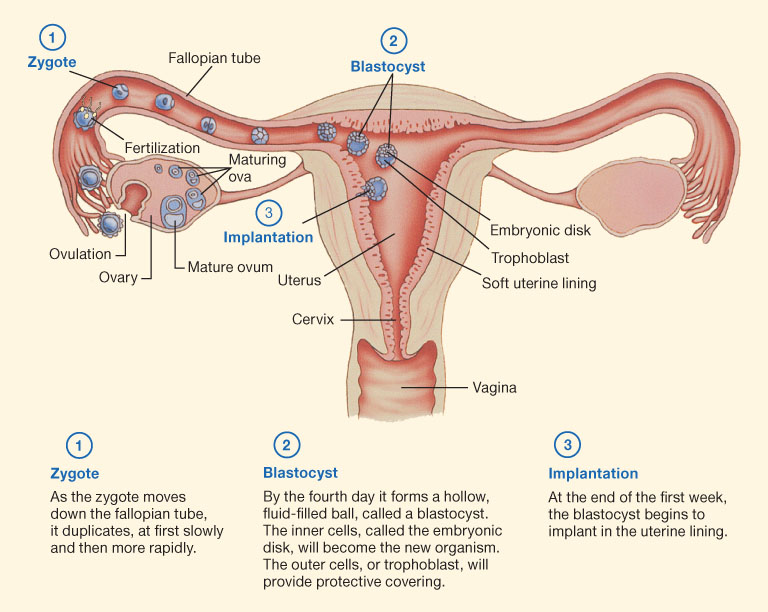 1
Zygote
Fallopian tube
2
Blastocyst
Fertilization
Maturing
ova
3
Implantation
Embryonic disk
Trophoblast
Soft uterine lining
Ovulation
Ovary
Mature ovum
Uterus
Cervix
Vagina
1
Zygote
As the zygote moves
down the fallopian tube,
it duplicates, at first slowly
and then more rapidly.
2
Blastocyst
By the fourth day it forms a hollow,
fluid-filled ball, called a blastocyst.
The inner cells, called the embryonic
disk, will become the new organism.
The outer cells, or trophoblast, will
provide protective covering.
3
Implantation
At the end of the first week,
the blastocyst begins to
implant in the uterine lining.